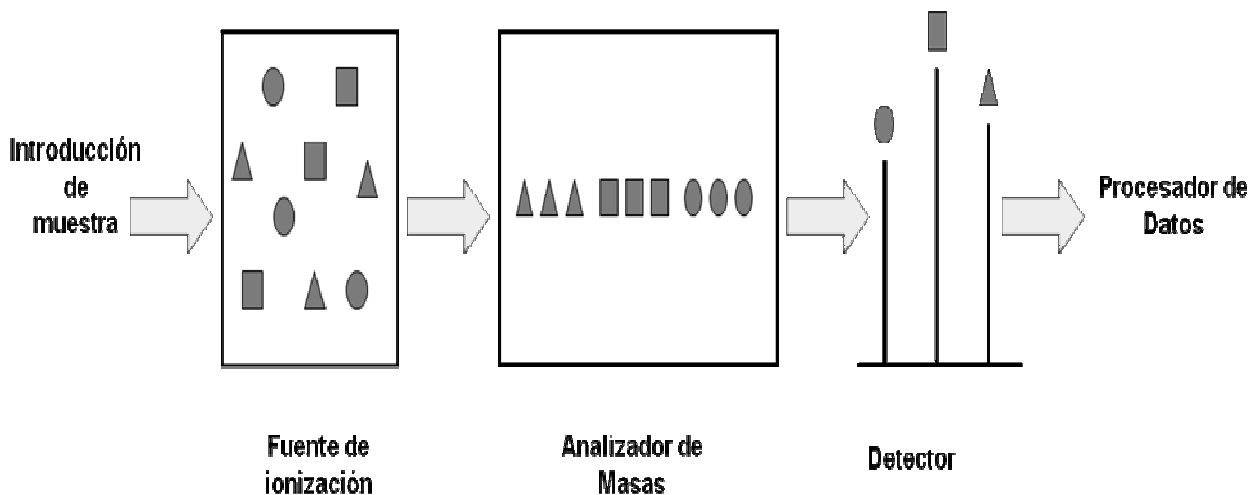 Introducción
de
muestra
Procesador de
Datos
Fuente de
ionización
Analizador de
Masas
Detector